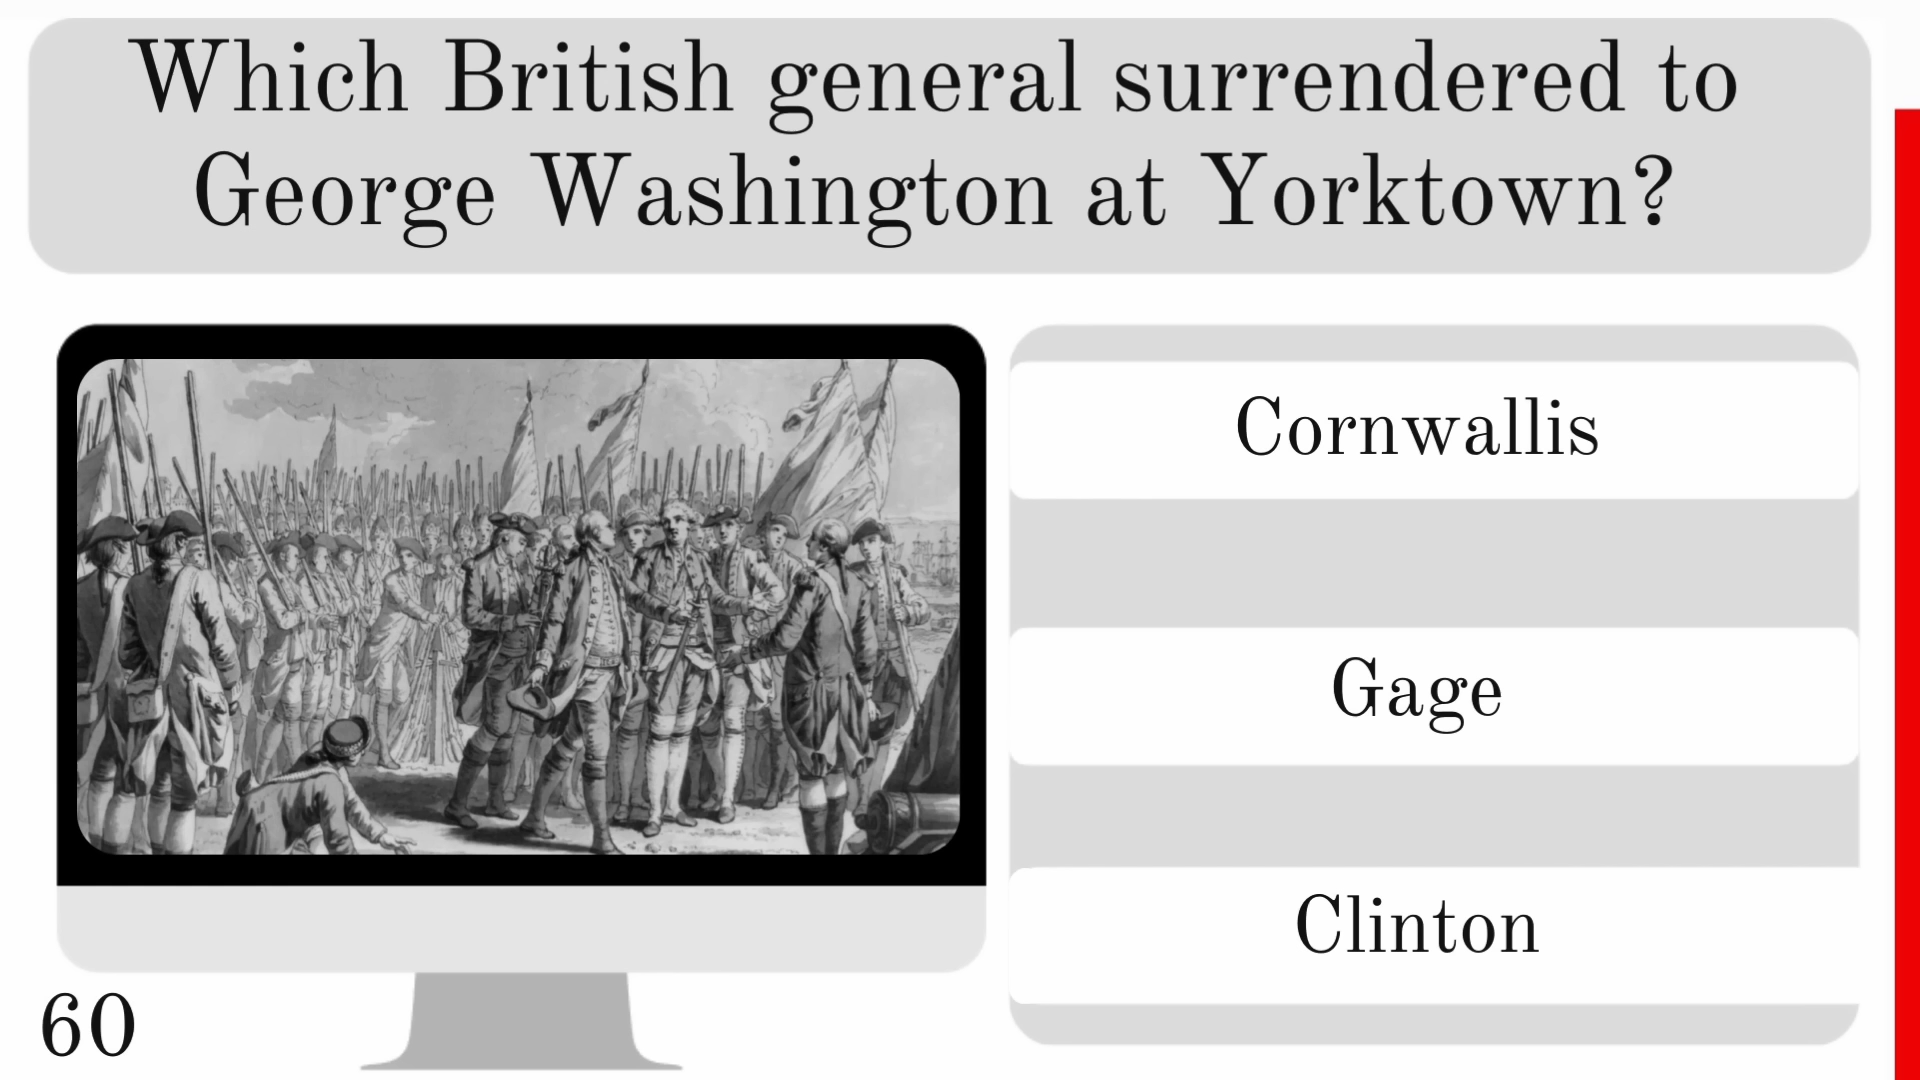 Which British general surrendered to
George Washington at Yorktown?
Cornwallis
Gage
Clinton
60